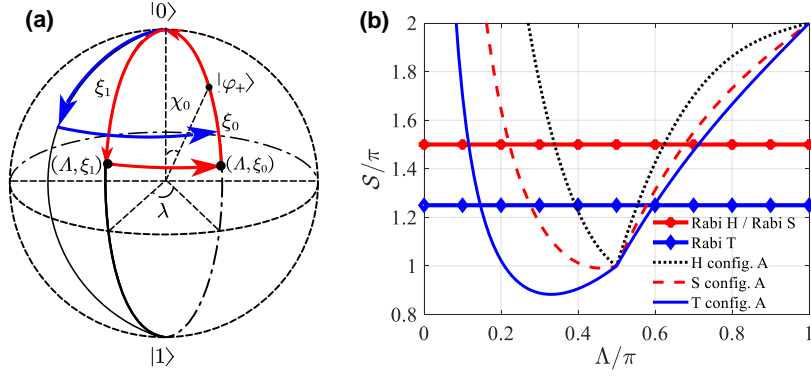 (a)
|0⟩
ξ₁
χ₀
|φ₊⟩
ξ₀
(Λ,ξ₁)
(Λ,ξ₀)
λ
|1⟩
(b)
S/π
2
1.8
1.6
1.4
1.2
1
0.8
0
0.2
0.4
0.6
0.8
1
Λ/π
Rabi H / Rabi S
Rabi T
H config. A
S config. A
T config. A